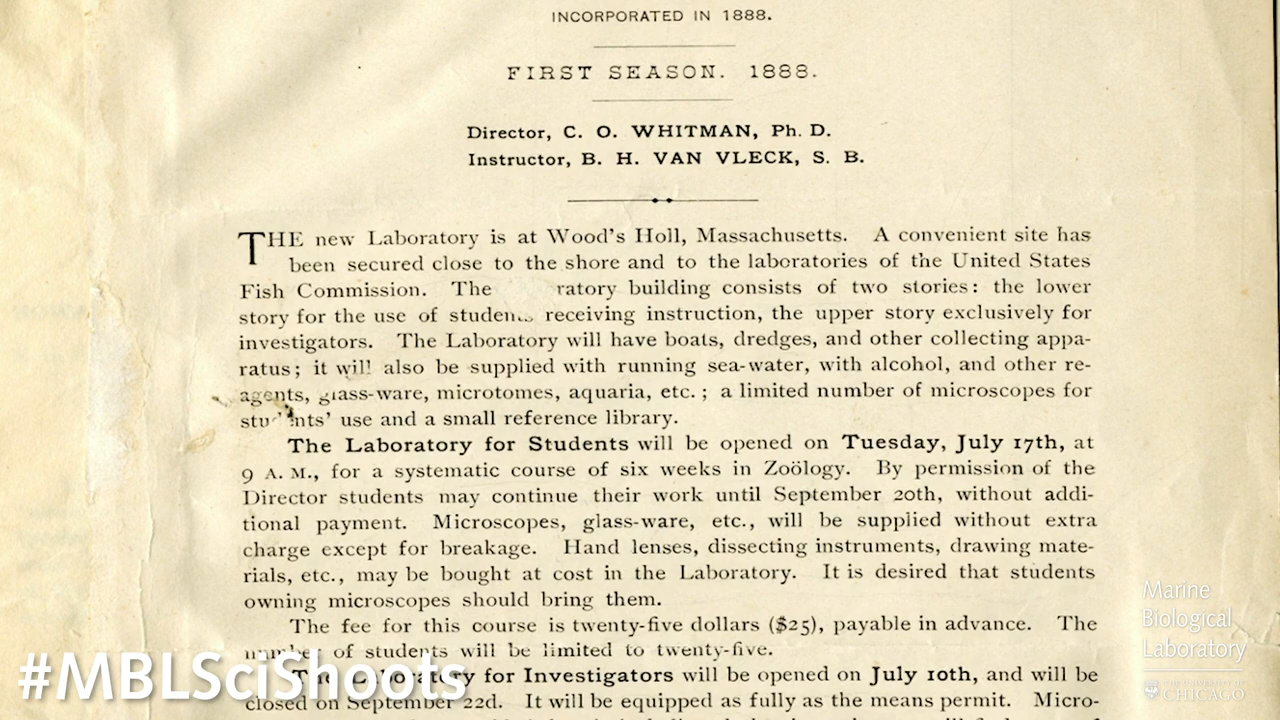 INCORPORATED IN 1888.
FIRST SEASON. 1888.
Director, C. O. WHITMAN, Ph. D.
Instructor, B. H. VAN VLECK, S. B.
THE new Laboratory is at Wood's Holl, Massachusetts. A convenient site has
been secured close to the shore and to the laboratories of the United States
Fish Commission. The ratory building consists of two stories: the lower
story for the use of students receiving instruction, the upper story exclusively for
investigators. The Laboratory will have boats, dredges, and other collecting appa-
ratus; it will also be supplied with running sea-water, with alcohol, and other re-
agents, glass-ware, microtomes, aquaria, etc.; a limited number of microscopes for
students' use and a small reference library.
The Laboratory for Students will be opened on Tuesday, July 17th, at
9 A. M., for a systematic course of six weeks in Zoölogy. By permission of the
Director students may continue their work until September 20th, without addi-
tional payment. Microscopes, glass-ware, etc., will be supplied without extra
charge except for breakage. Hand lenses, dissecting instruments, drawing mate-
rials, etc., may be bought at cost in the Laboratory. It is desired that students
owning microscopes should bring them.
The fee for this course is twenty-five dollars ($25), payable in advance. The
number of students will be limited to twenty-five.
The Laboratory for Investigators will be opened on July 10th, and will be
closed on September 22d. It will be equipped as fully as the means permit. Micro-
#MBLSciShoots
Marine
Biological
Laboratory
THE UNIVERSITY OF
CHICAGO